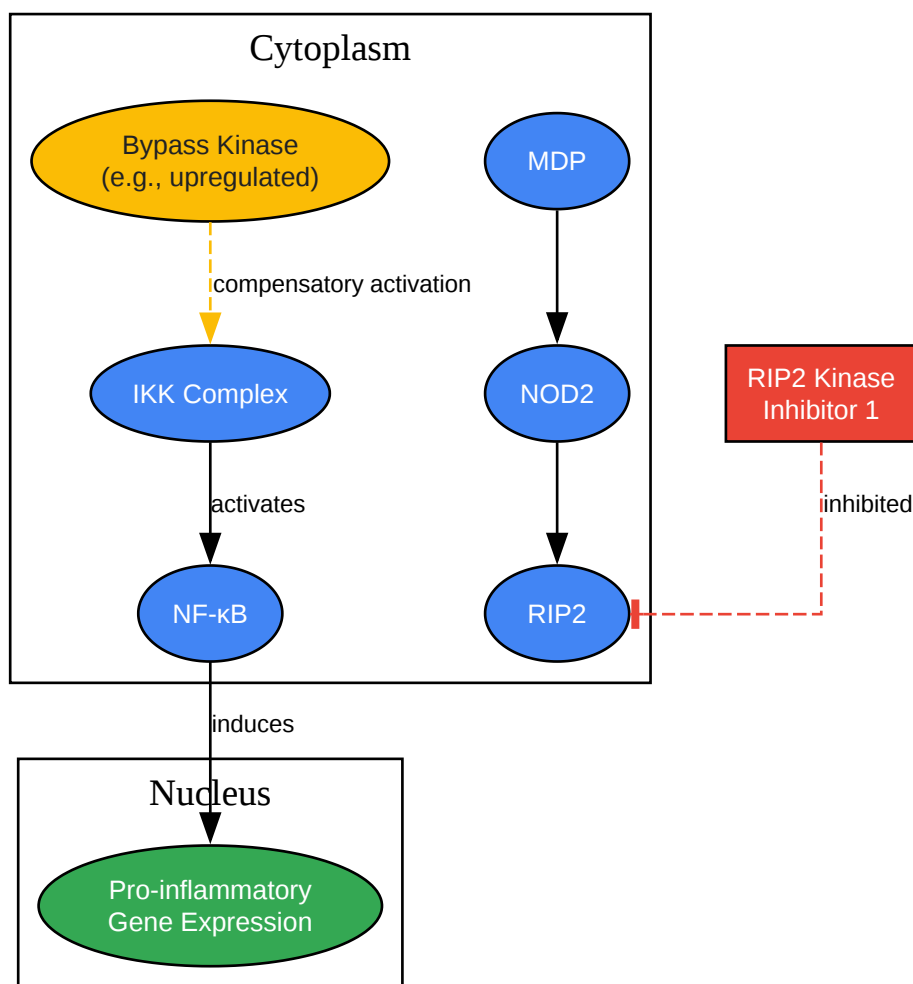 Cytoplasm
Bypass Kinase
(e.g., upregulated)
MDP
compensatory activation
IKK Complex
NOD2
RIP2 Kinase
Inhibitor 1
activates
inhibited
NF-κB
RIP2
induces
Nucleus
Pro-inflammatory
Gene Expression